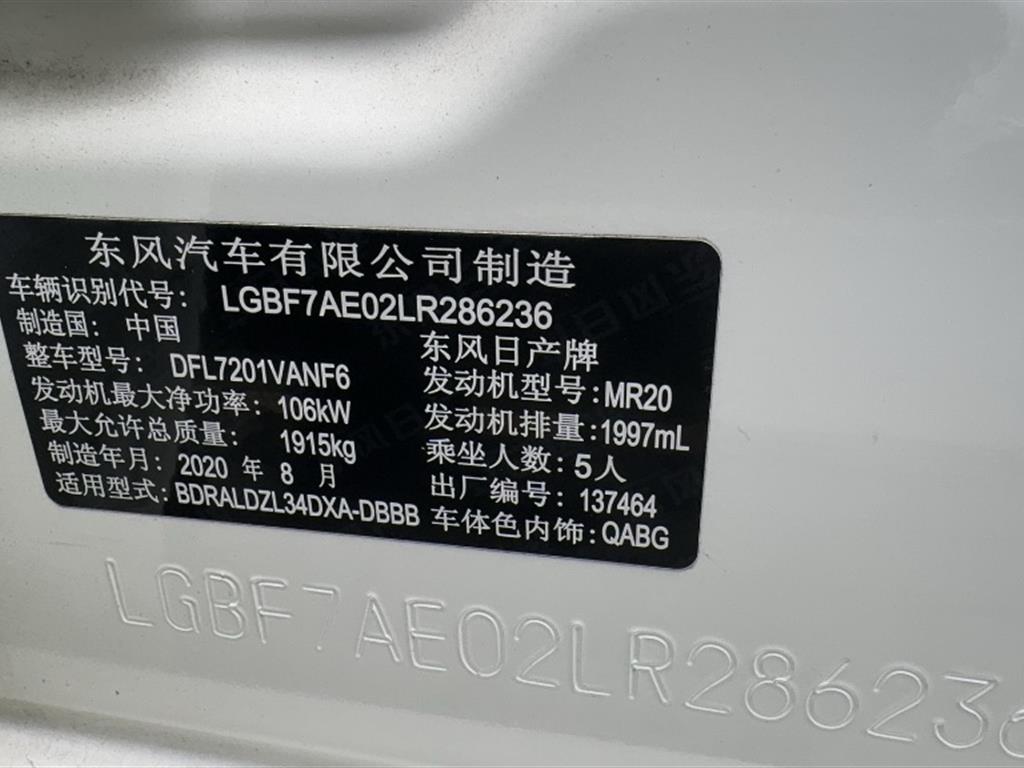 东风汽车有限公司制造
车辆识别代号: LGBF7AE02LR286236
制造国: 中国 东风日产牌
整车型号: DFL7201VANF6 发动机型号: MR20
发动机最大净功率: 106kW 发动机排量: 1997mL
最大允许总质量: 1915kg 乘坐人数: 5人
制造年月: 2020 年 8 月 出厂编号: 137464
适用型式: BDRALDZL34DXA-DBBB 车体色内饰: QABG
LGBF7AE02LR286236